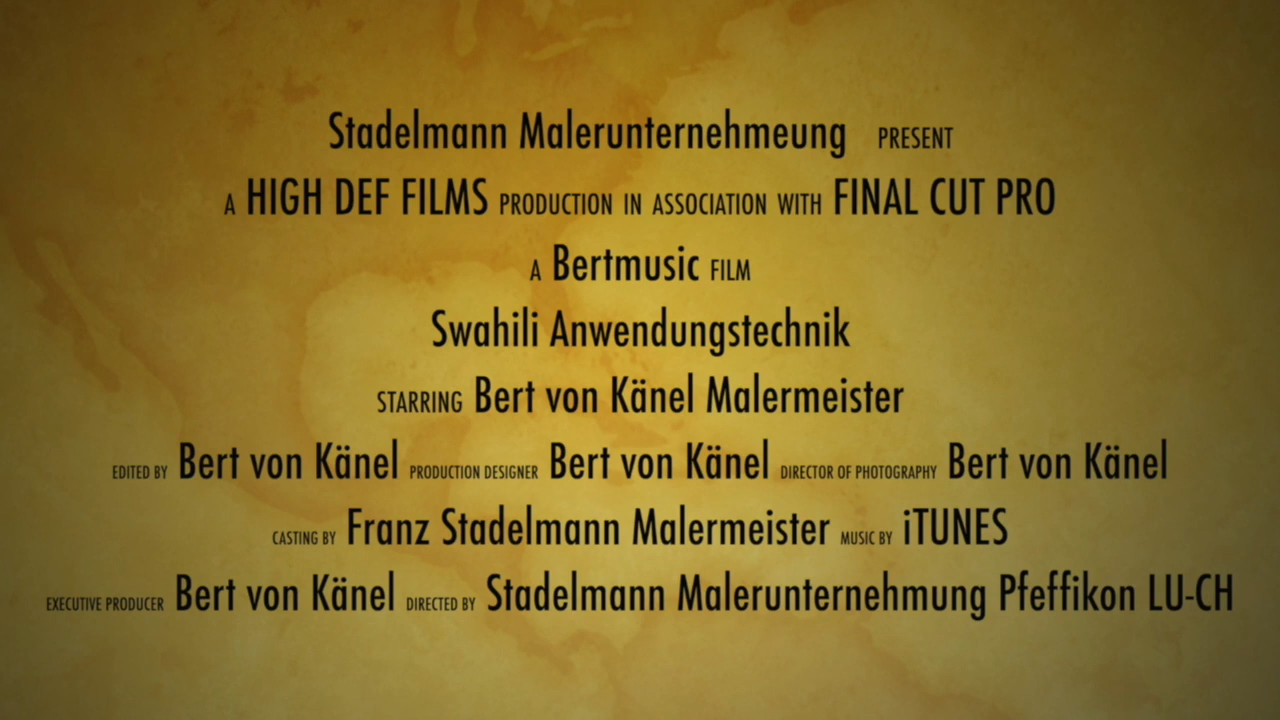 Stadelmann Malerunternehmeung PRESENT
A HIGH DEF FILMS PRODUCTION IN ASSOCIATION WITH FINAL CUT PRO
A Bertmusic FILM
Swahili Anwendungstechnik
STARRING Bert von Känel Malermeister
EDITED BY Bert von Känel PRODUCTION DESIGNER Bert von Känel DIRECTOR OF PHOTOGRAPHY Bert von Känel
CASTING BY Franz Stadelmann Malermeister MUSIC BY iTUNES
EXECUTIVE PRODUCER Bert von Känel DIRECTED BY Stadelmann Malerunternehmung Pfeffikon LU-CH